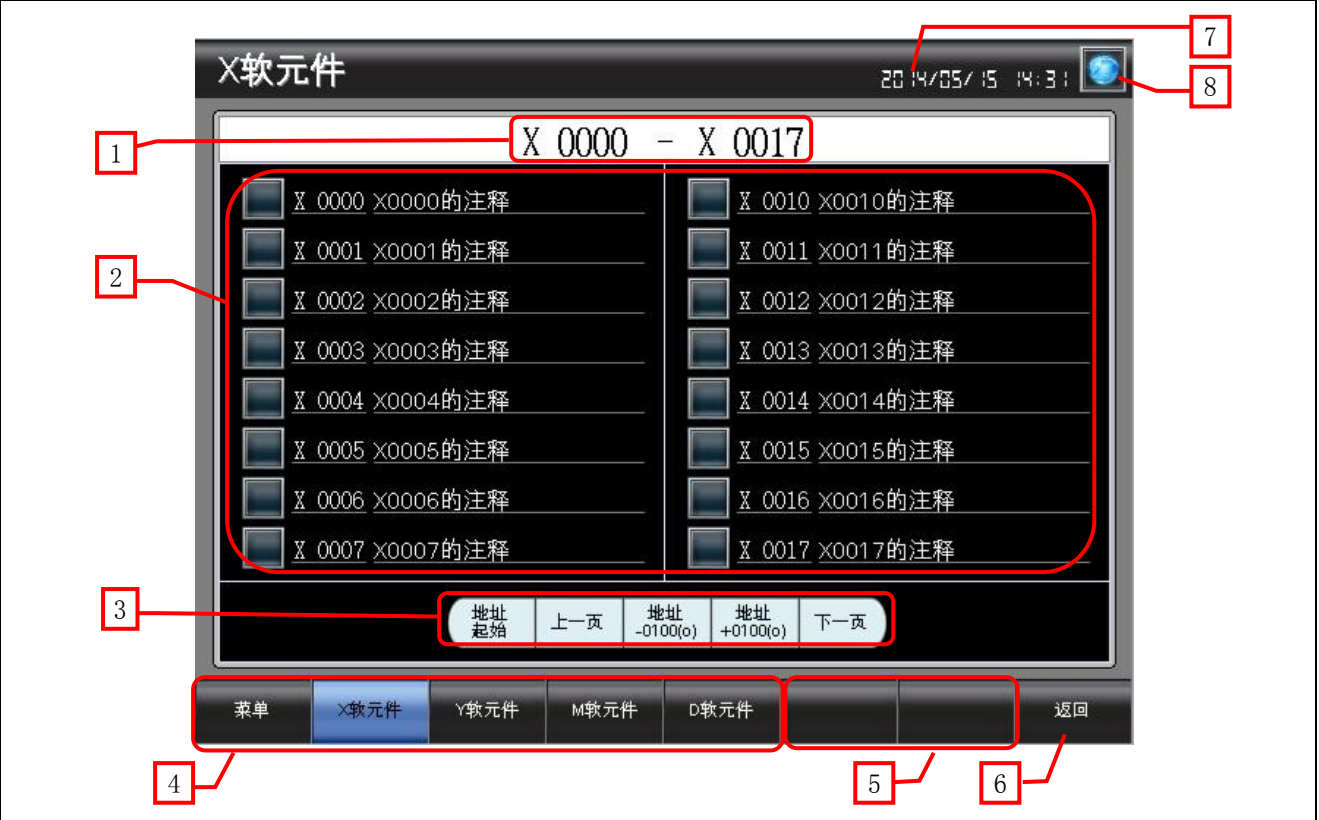 7
X软元件
2014/05/15 14:31
8
1
X 0000 - X 0017
X 0000 X0000的注释
X 0010 X0010的注释
X 0001 X0001的注释
X 0011 X0011的注释
2
X 0002 X0002的注释
X 0012 X0012的注释
X 0003 X0003的注释
X 0013 X0013的注释
X 0004 X0004的注释
X 0014 X0014的注释
X 0005 X0005的注释
X 0015 X0015的注释
X 0006 X0006的注释
X 0016 X0016的注释
X 0007 X0007的注释
X 0017 X0017的注释
3
地址
起始
上一页
地址
-0100(o)
地址
+0100(o)
下一页
菜单
X软元件
Y软元件
M软元件
D软元件
返回
4
5
6